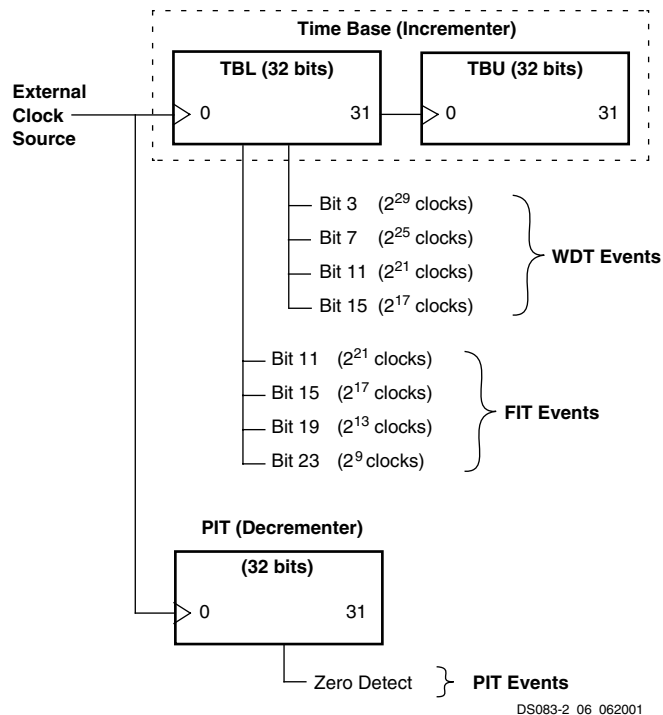 Time Base (Incrementer)
TBL (32 bits)
TBU (32 bits)
External
Clock
Source
0 31
0 31
Bit 3 (2^29 clocks)
Bit 7 (2^25 clocks)
Bit 11 (2^21 clocks)
Bit 15 (2^17 clocks)
WDT Events
Bit 11 (2^21 clocks)
Bit 15 (2^17 clocks)
Bit 19 (2^13 clocks)
Bit 23 (2^9 clocks)
FIT Events
PIT (Decrementer)
(32 bits)
0 31
Zero Detect
PIT Events
DS083-2_06_062001